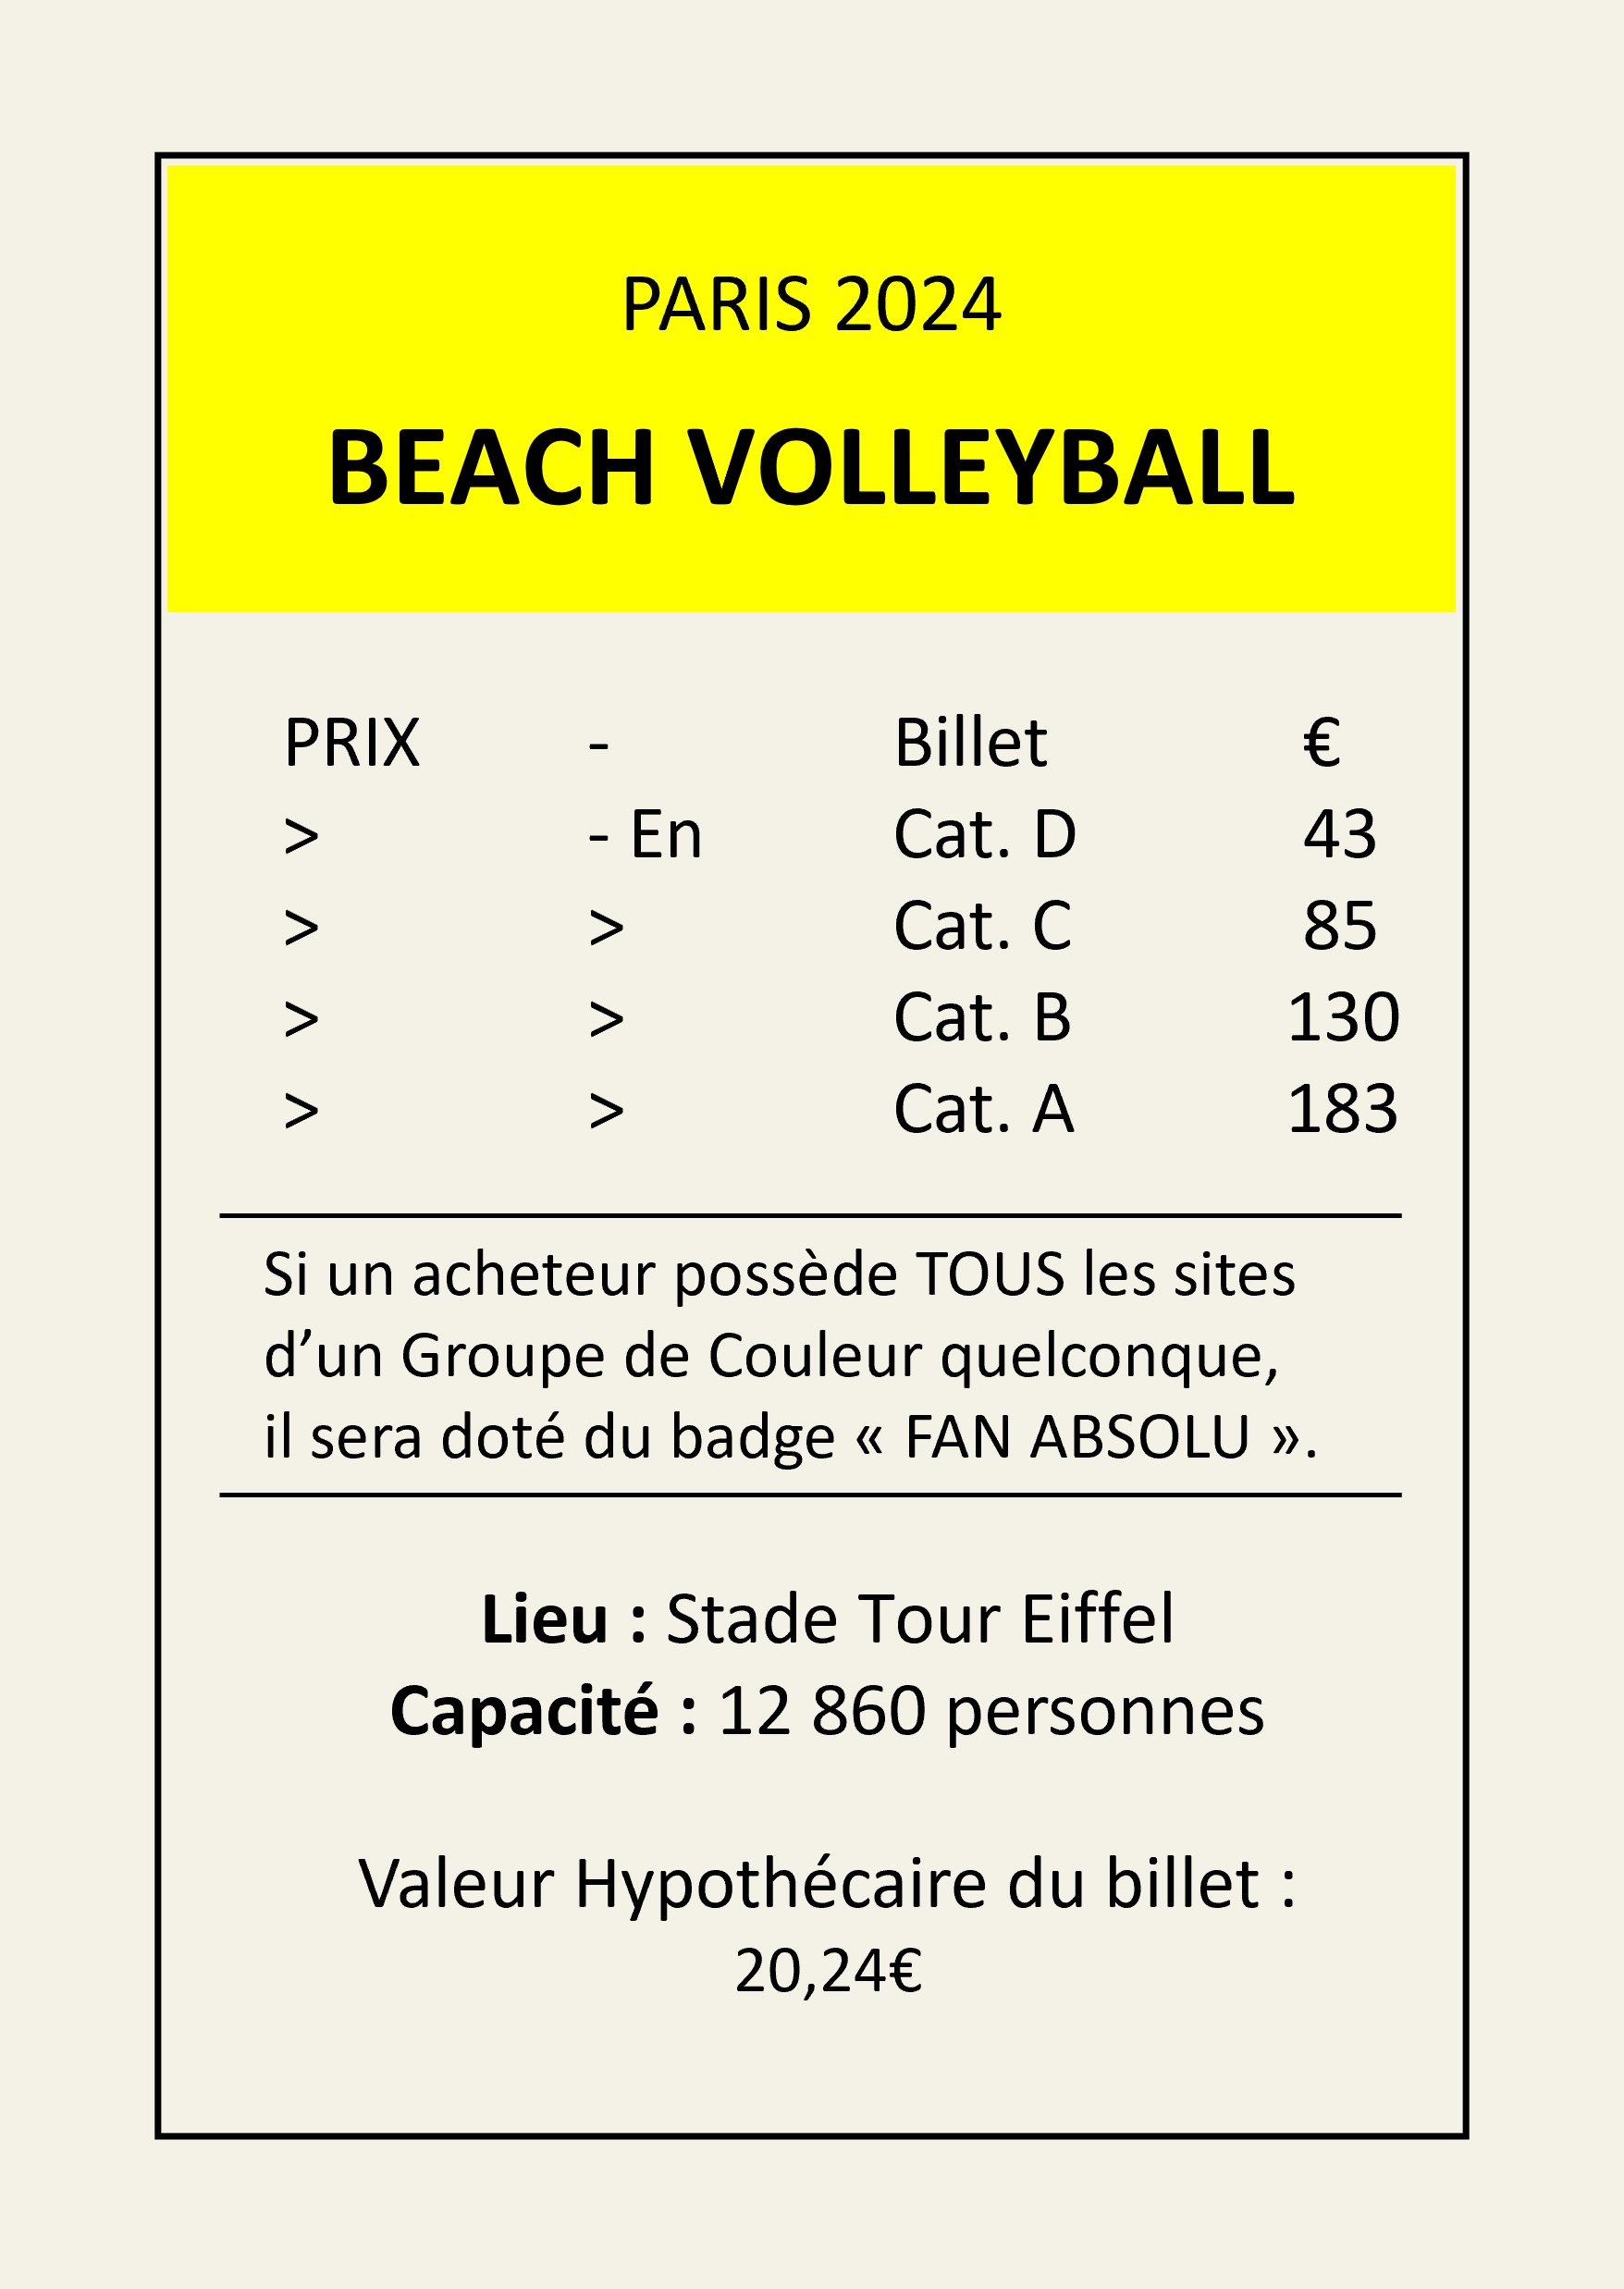 PARIS 2024
BEACH VOLLEYBALL
PRIX - Billet €
> - En Cat. D 43
> > Cat. C 85
> > Cat. B 130
> > Cat. A 183
Si un acheteur possède TOUS les sites
d’un Groupe de Couleur quelconque,
il sera doté du badge « FAN ABSOLU ».
Lieu : Stade Tour Eiffel
Capacité : 12 860 personnes
Valeur Hypothécaire du billet :
20,24€